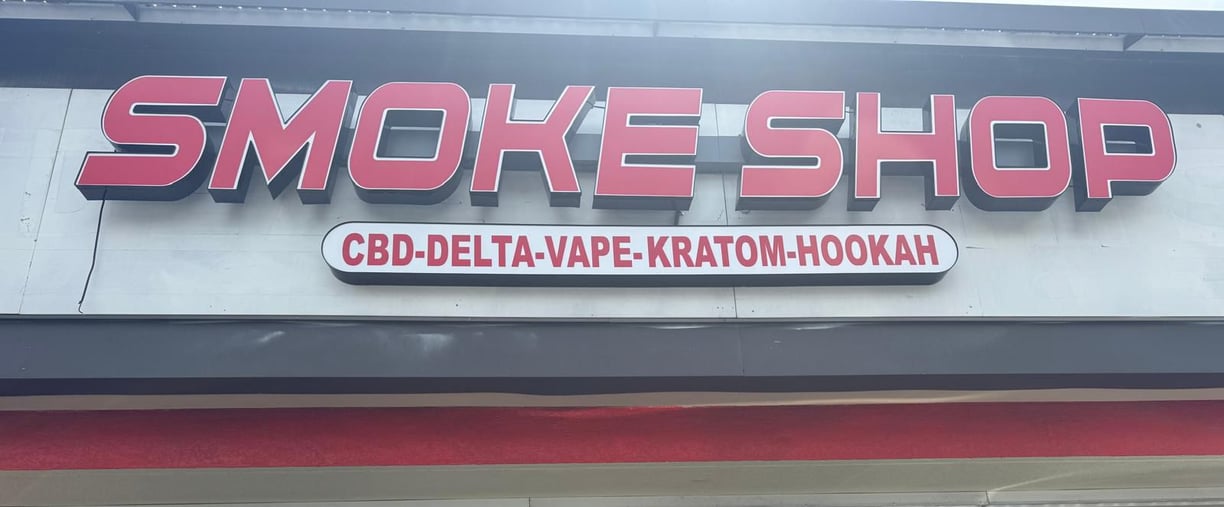 SMOKE SHOP
CBD-DELTA-VAPE-KRATOM-HOOKAH